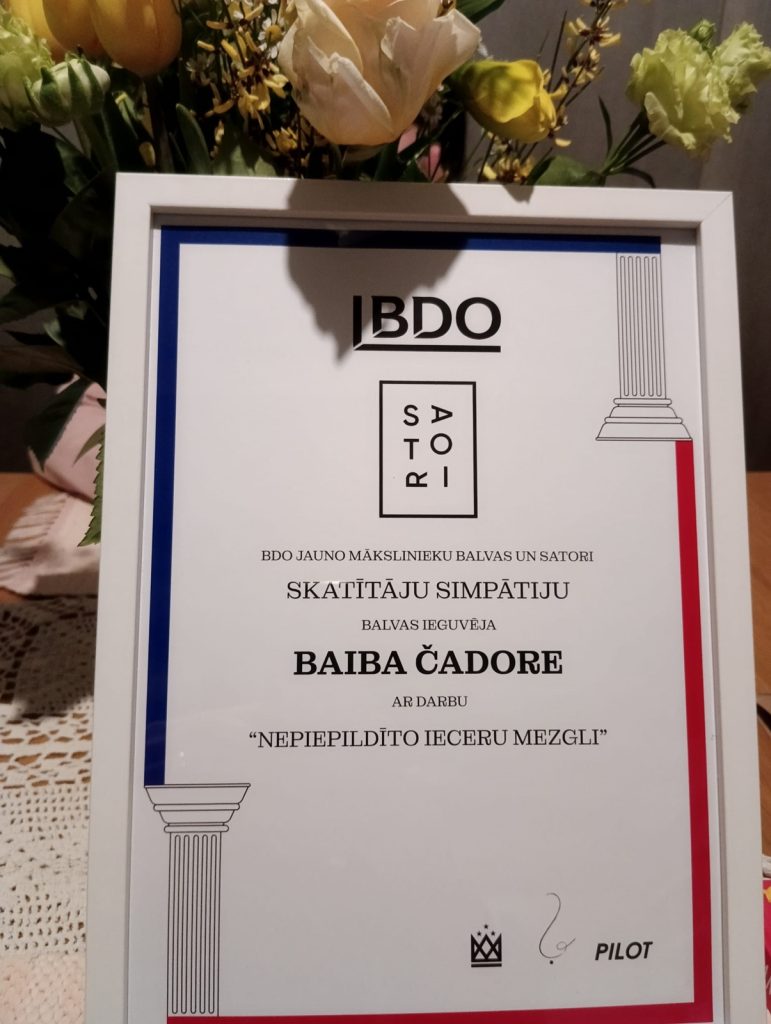 BDO
SATORI
BDO JAUNO MĀKSLINIEKU BALVAS UN SATORI
SKATĪTĀJU SIMPĀTIJU
BALVAS IEGUVĒJA
BAIBA ČADORE
AR DARBU
“NEPIEPILDĪTO IECERU MEZGLI”
PILOT